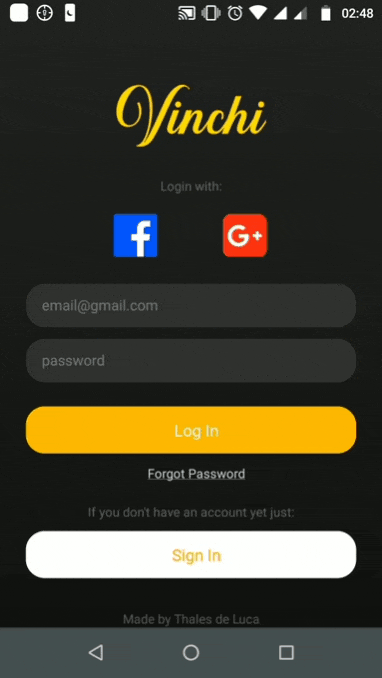 02:48
Vinchi
Login with:
f G+
email@gmail.com
password
Log In
Forgot Password
If you don't have an account yet just:
Sign In
Made by Thales de Luca